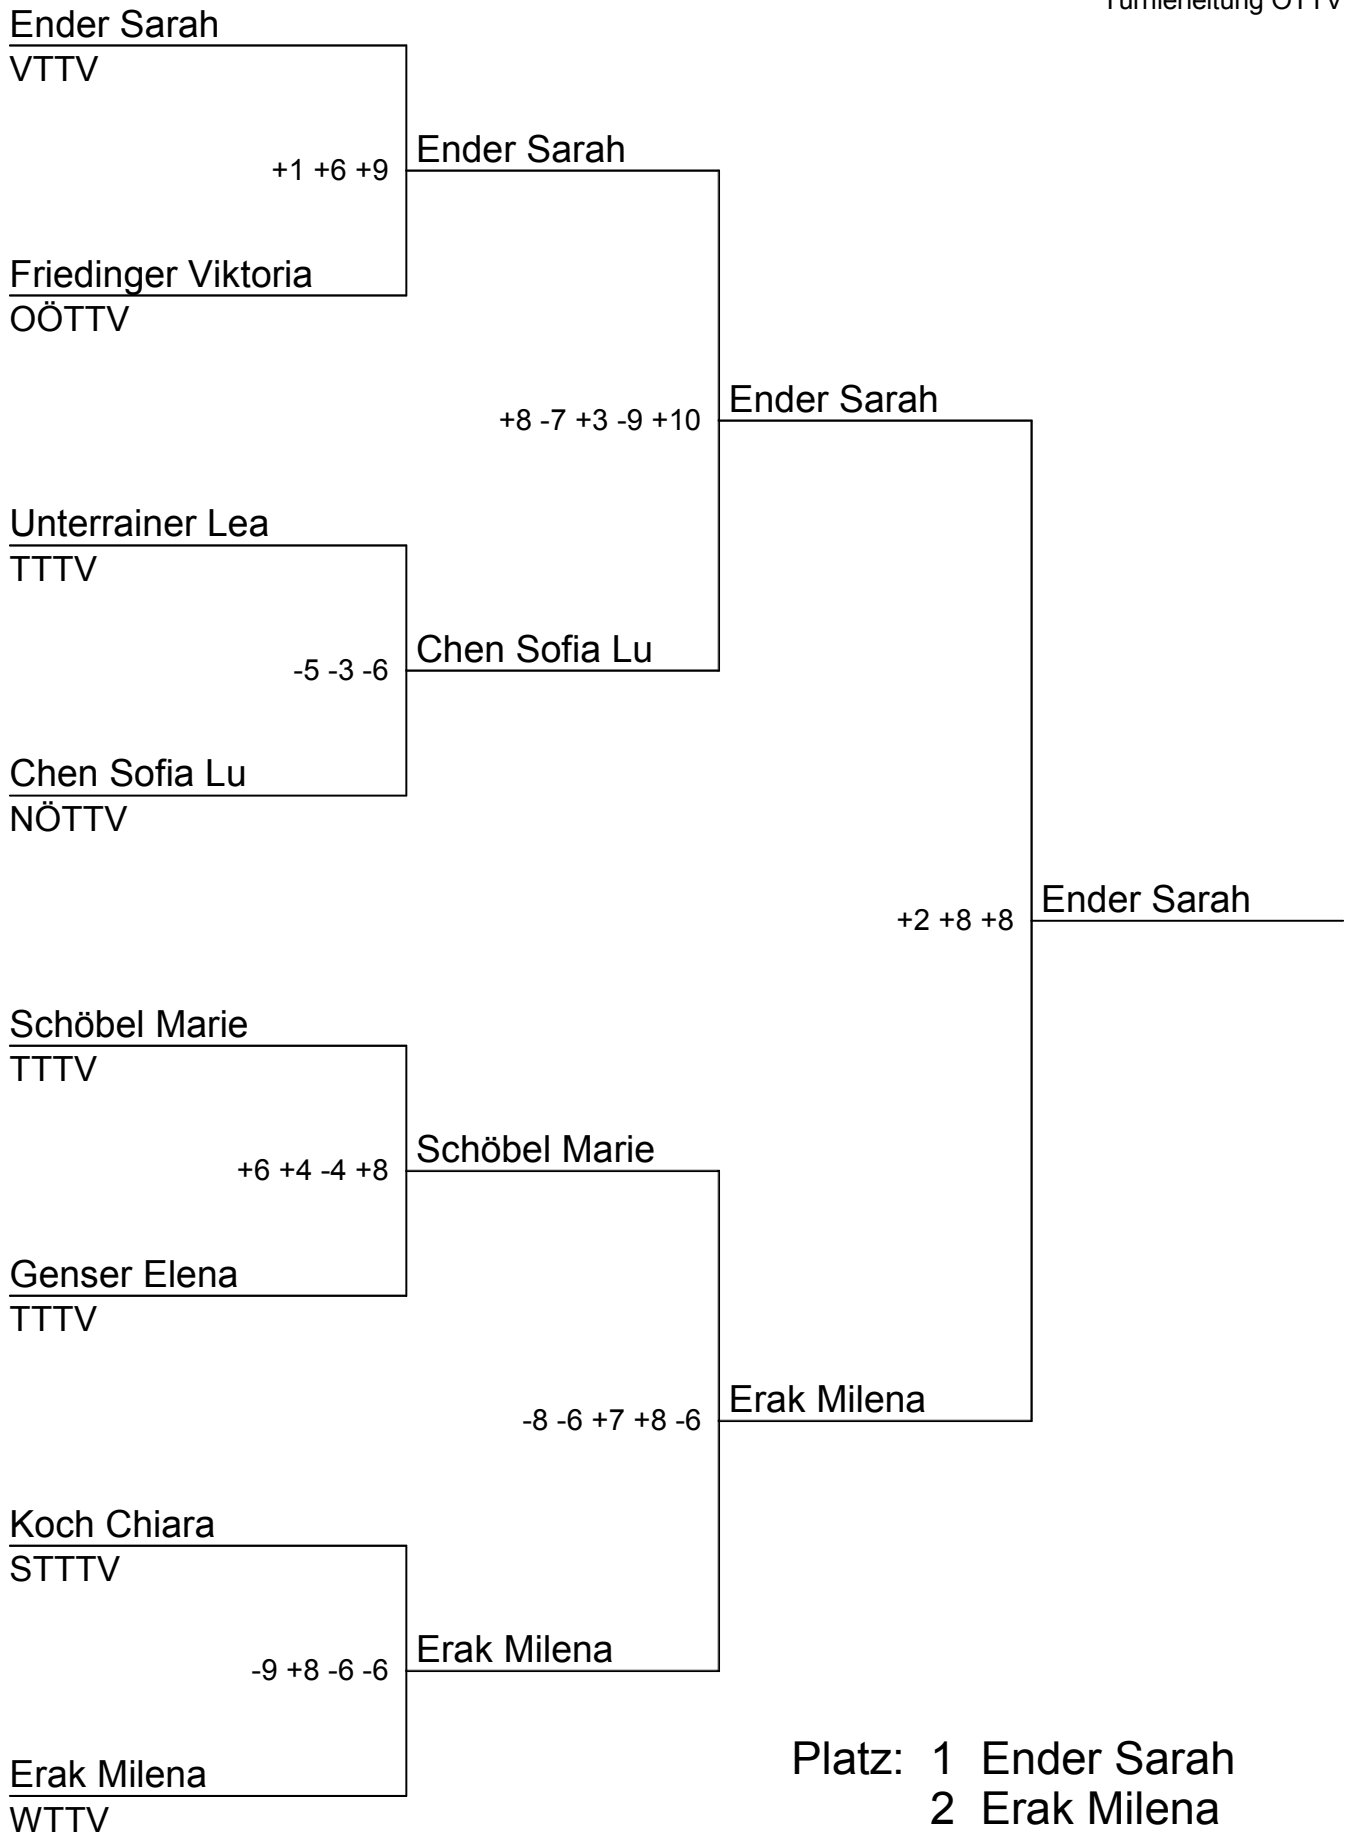 Turnierleitung ÖTTV
Ender Sarah
VTTV
+1 +6 +9
Ender Sarah
Friedinger Viktoria
OÖTTV
+8 -7 +3 -9 +10
Ender Sarah
Unterrainer Lea
TTTV
-5 -3 -6
Chen Sofia Lu
Chen Sofia Lu
NÖTTV
+2 +8 +8
Ender Sarah
Schöbel Marie
TTTV
+6 +4 -4 +8
Schöbel Marie
Genser Elena
TTTV
-8 -6 +7 +8 -6
Erak Milena
Koch Chiara
STTTV
-9 +8 -6 -6
Erak Milena
Erak Milena
WTTV
Platz: 1 Ender Sarah
2 Erak Milena